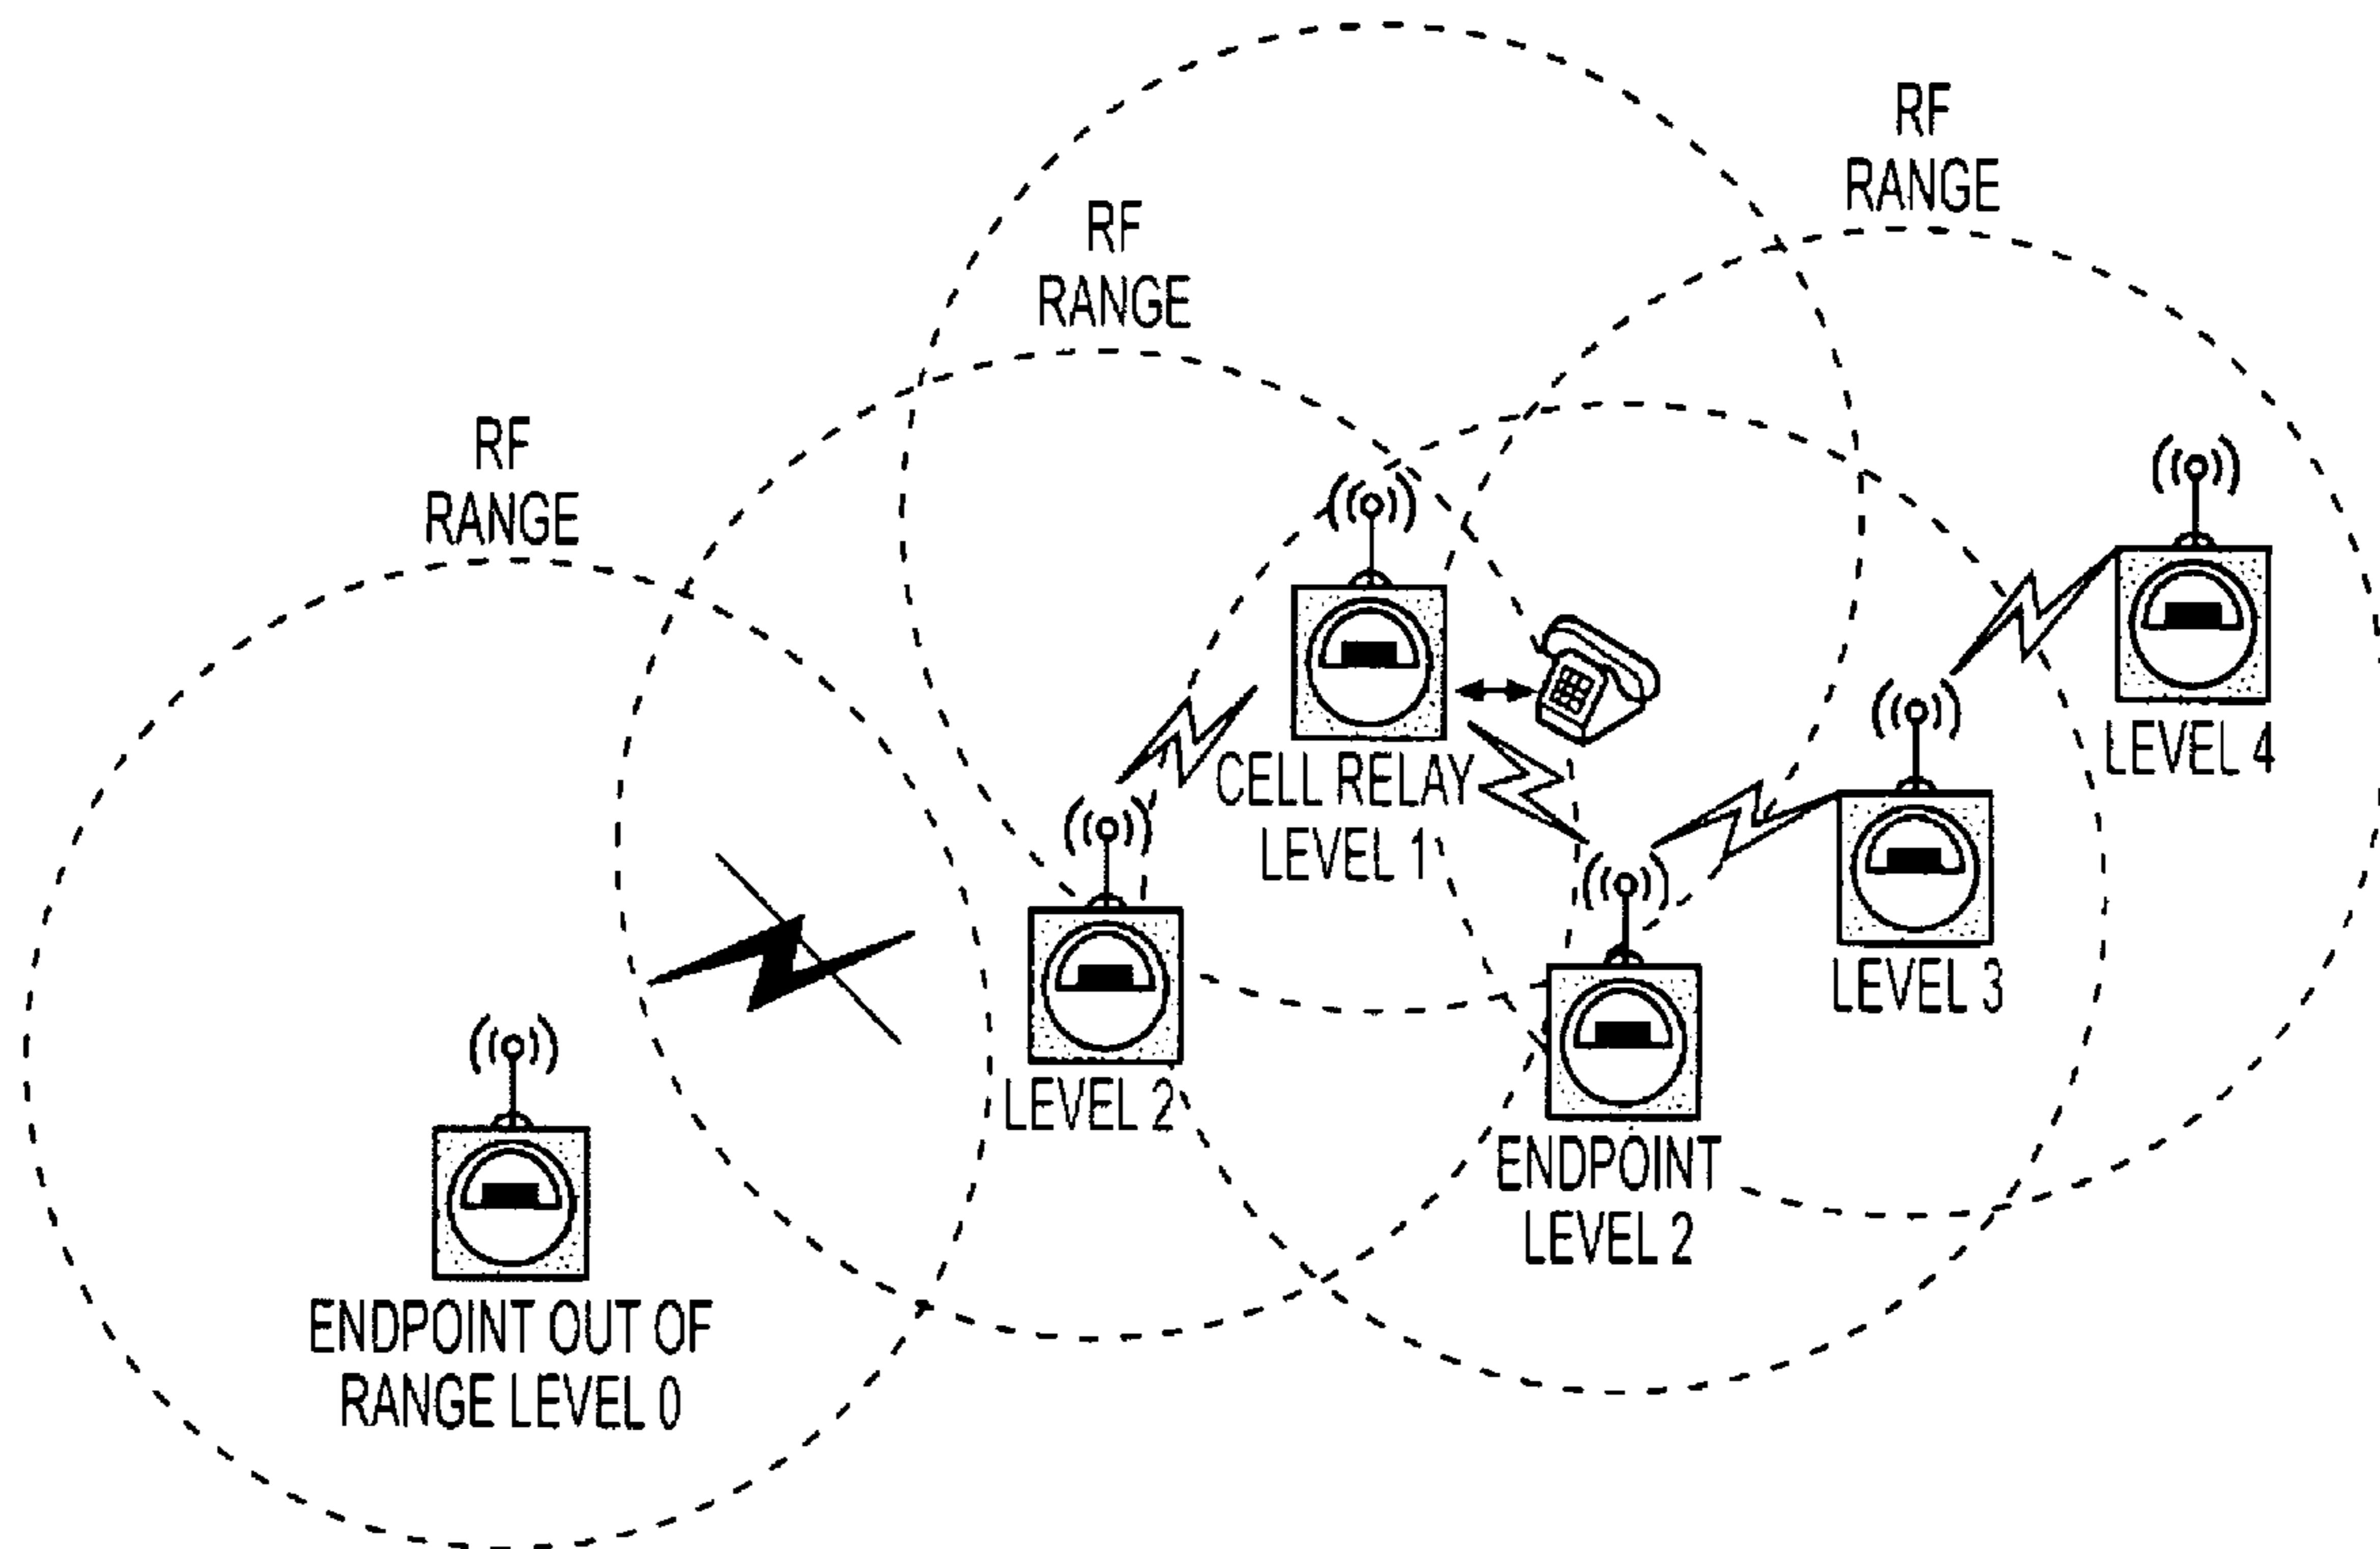 RF
RANGE
RF
RANGE
RF
RANGE
CELL RELAY
LEVEL 1
LEVEL 4
LEVEL 3
LEVEL 2
ENDPOINT
LEVEL 2
ENDPOINT OUT OF
RANGE LEVEL 0